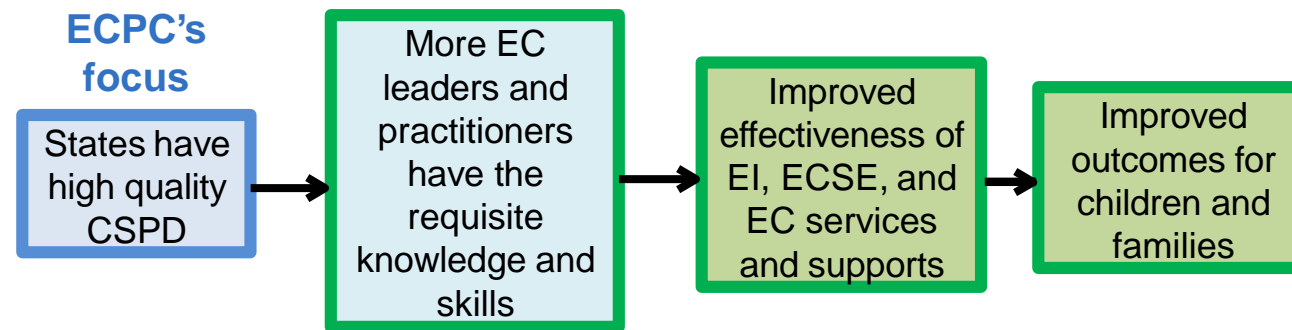 ECPC’s
focus
States have
high quality
CSPD
More EC
leaders and
practitioners
have the
requisite
knowledge and
skills
Improved
effectiveness of
EI, ECSE, and
EC services
and supports
Improved
outcomes for
children and
families